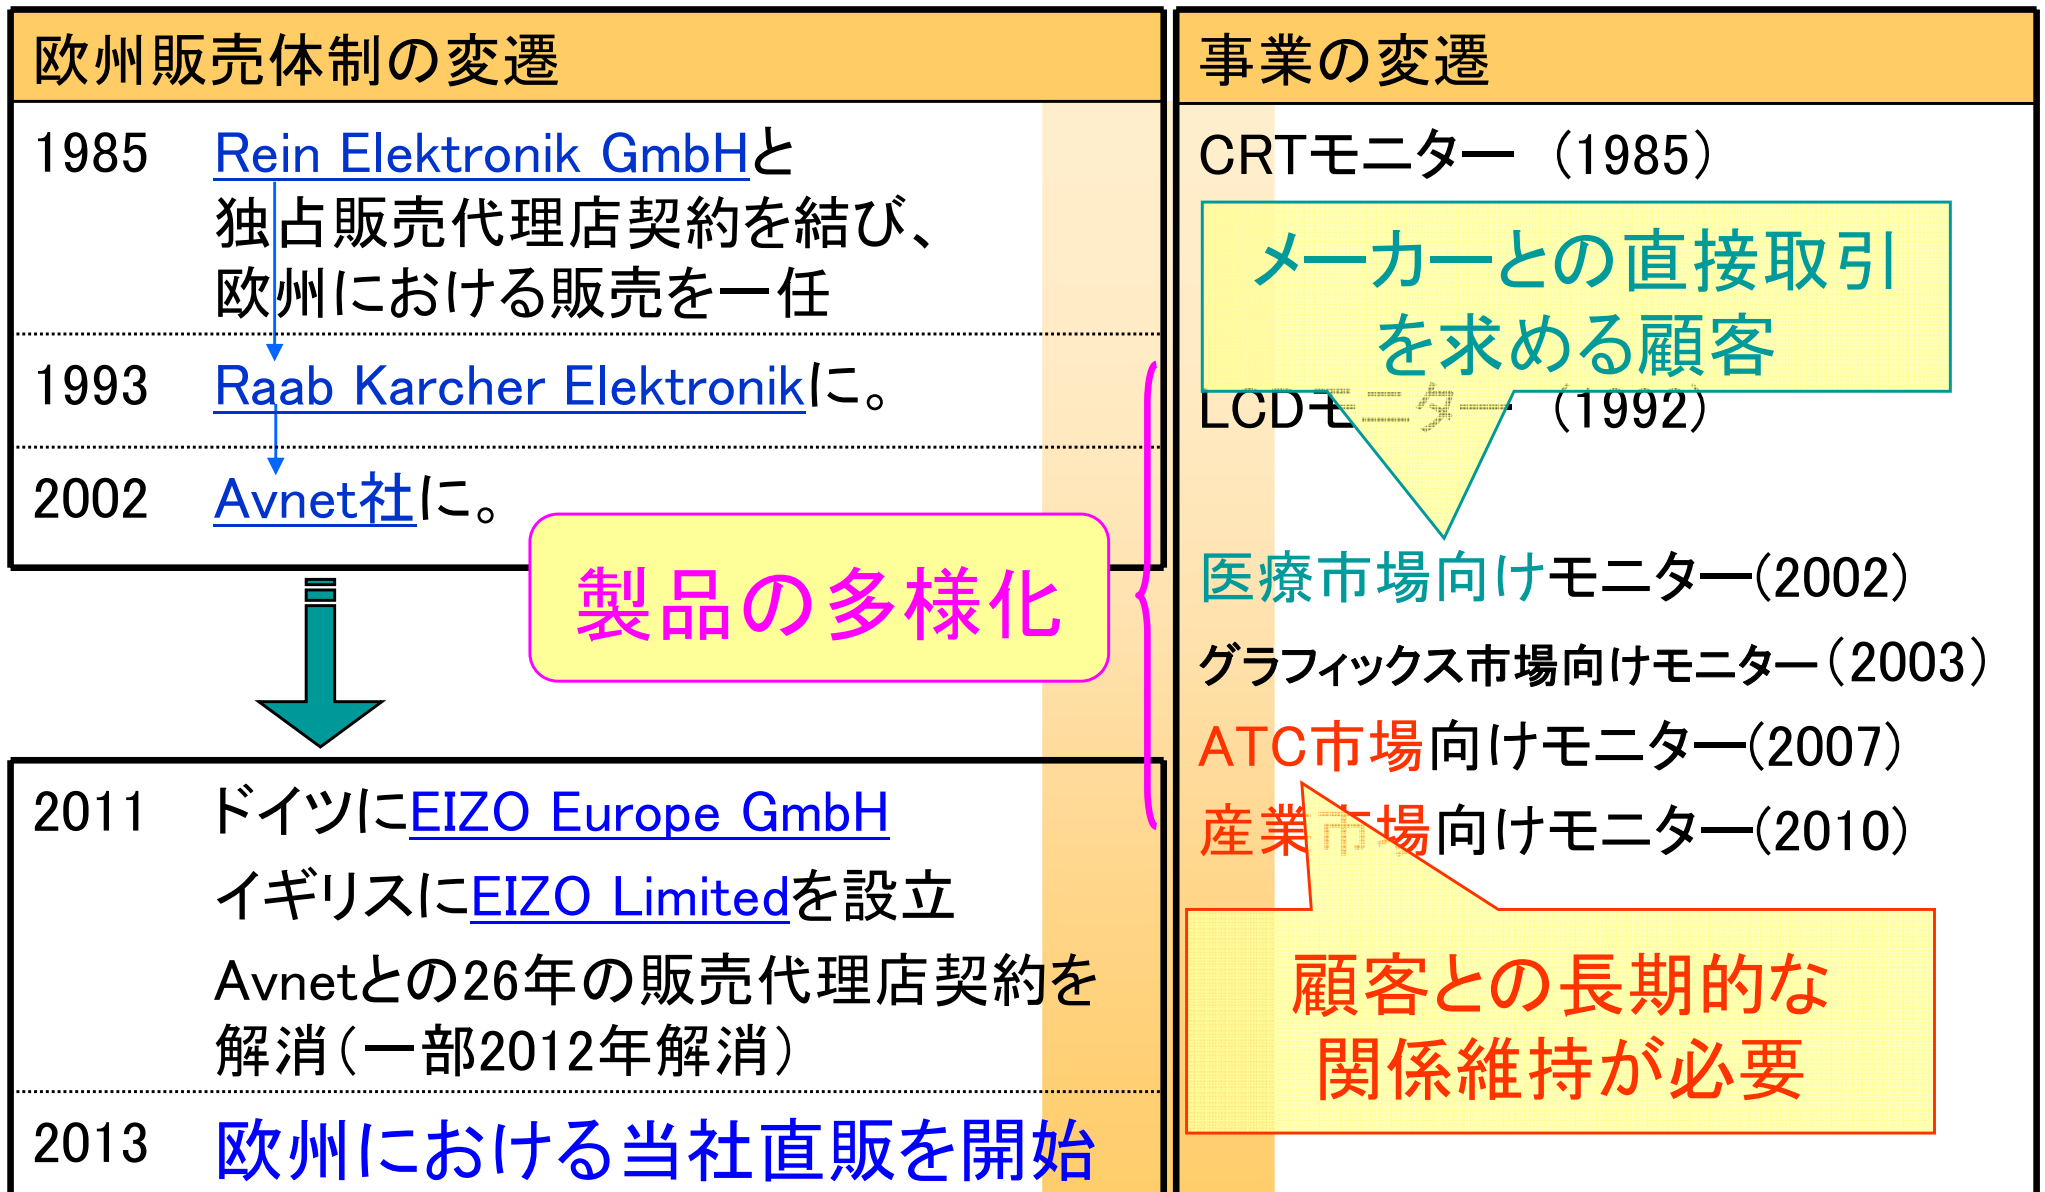 欧州販売体制の変遷
1985 Rein Elektronik GmbHと
独占販売代理店契約を結び、
欧州における販売を一任
1993 Raab Karcher Elektronikに。
2002 Avnet社に。
製品の多様化
2011 ドイツにEIZO Europe GmbH
イギリスにEIZO Limitedを設立
Avnetとの26年の販売代理店契約を
解消(一部2012年解消)
2013 欧州における当社直販を開始
事業の変遷
CRTモニター (1985)
メーカーとの直接取引
を求める顧客
LCDモニター (1992)
医療市場向けモニター(2002)
グラフィックス市場向けモニター(2003)
ATC市場向けモニター(2007)
産業市場向けモニター(2010)
顧客との長期的な
関係維持が必要